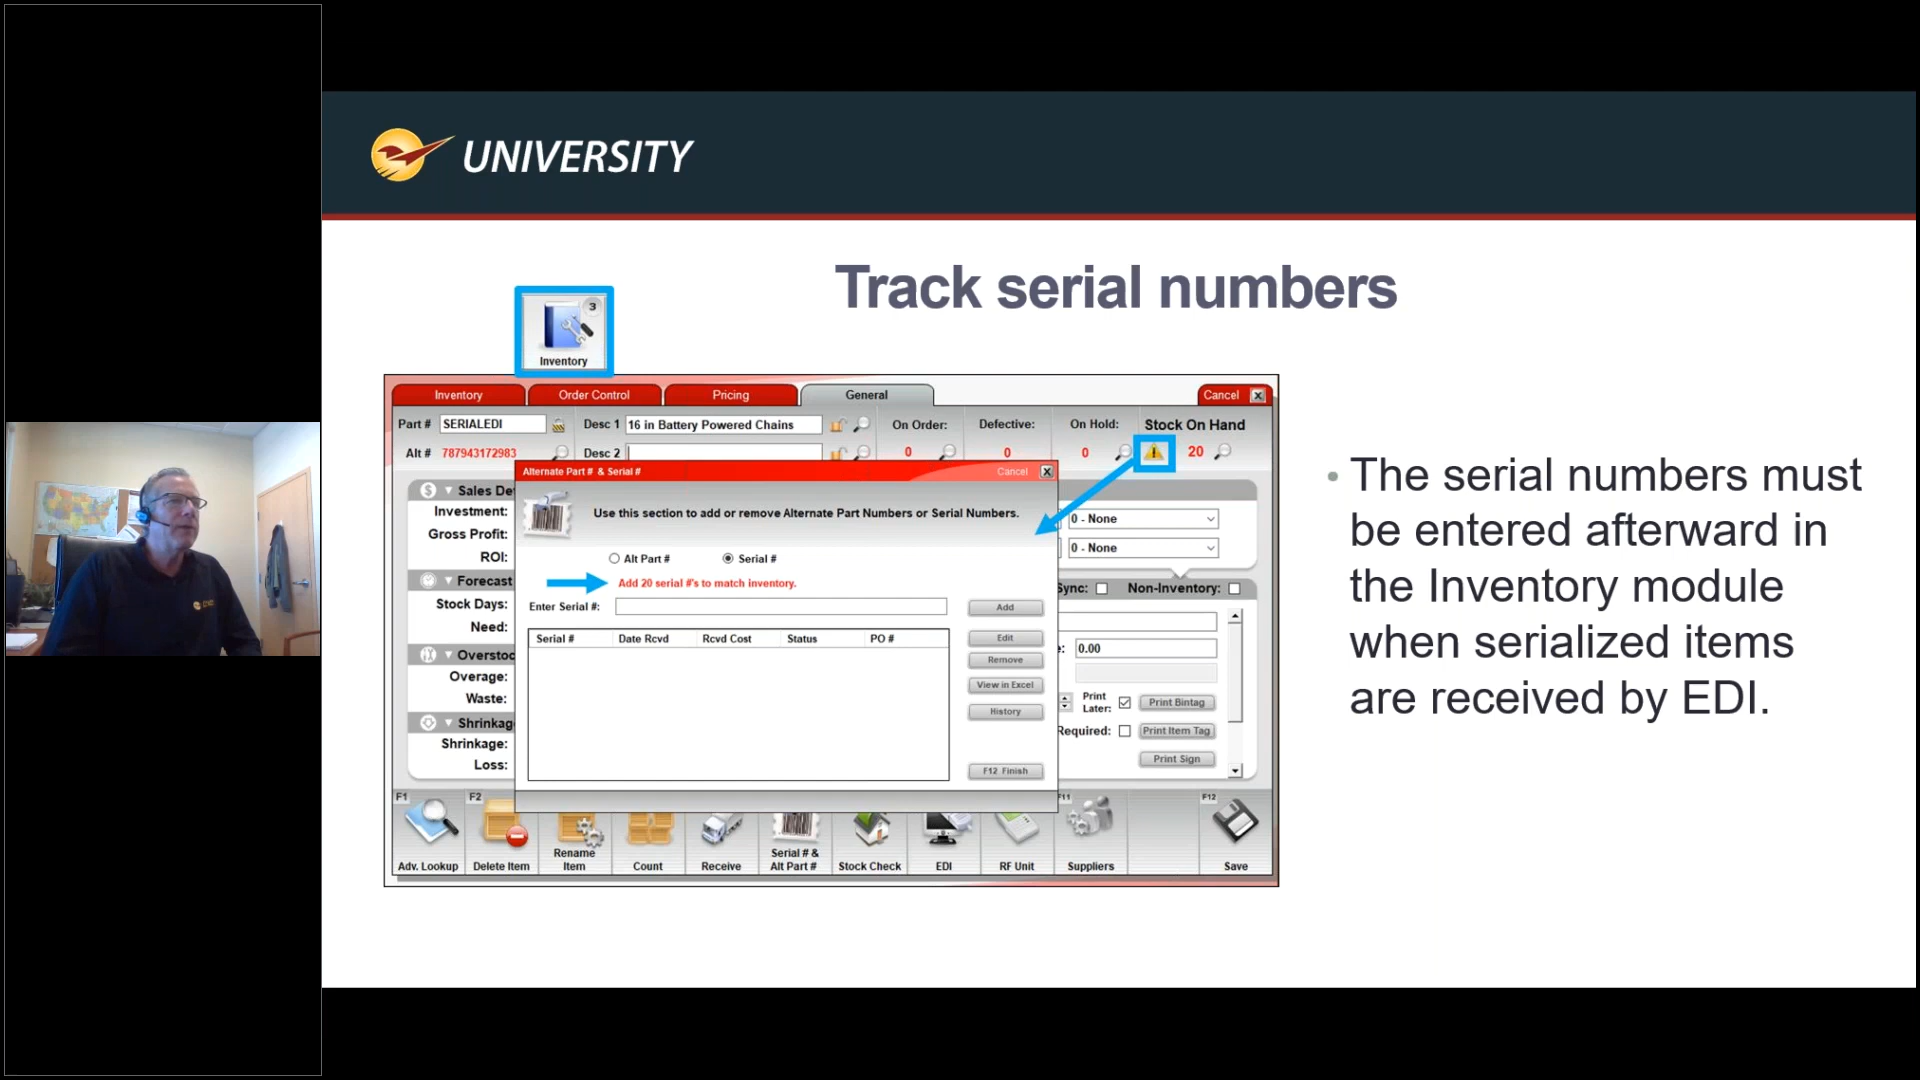 UNIVERSITY
Track serial numbers
3
Inventory
Inventory Order Control Pricing General Cancel X
Part # SERIALEDI Desc 1 16 in Battery Powered Chains On Order: Defective: On Hold: Stock On Hand
Alt # 787943172983 Desc 2 0 0 0 20
Alternate Part # & Serial # Cancel X
Use this section to add or remove Alternate Part Numbers or Serial Numbers.
Alt Part # Serial #
Add 20 serial #'s to match inventory.
Enter Serial #: Add
Serial # Date Rcvd Rcvd Cost Status PO #
Edit
Remove
View in Excel
History
F12 Finish
Investment:
Gross Profit:
ROI:
Forecast
Stock Days:
Need:
Overage:
Waste:
Shrinkage:
Loss:
0 - None
0 - None
Non-Inventory:
0.00
Print
Later:
Print Bintag
Required: Print Item Tag
Print Sign
F1 F2 F11 F12
Adv. Lookup
Delete Item
Rename
Item
Count
Receive
Serial # &
Alt Part #
Stock Check
EDI
RF Unit
Suppliers
Save
• The serial numbers must
be entered afterward in
the Inventory module
when serialized items
are received by EDI.